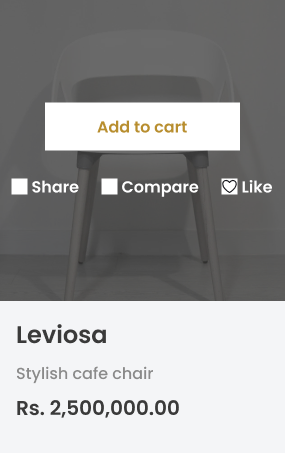 Add to cart
Share Compare Like
Leviosa
Stylish cafe chair
Rs. 2,500,000.00